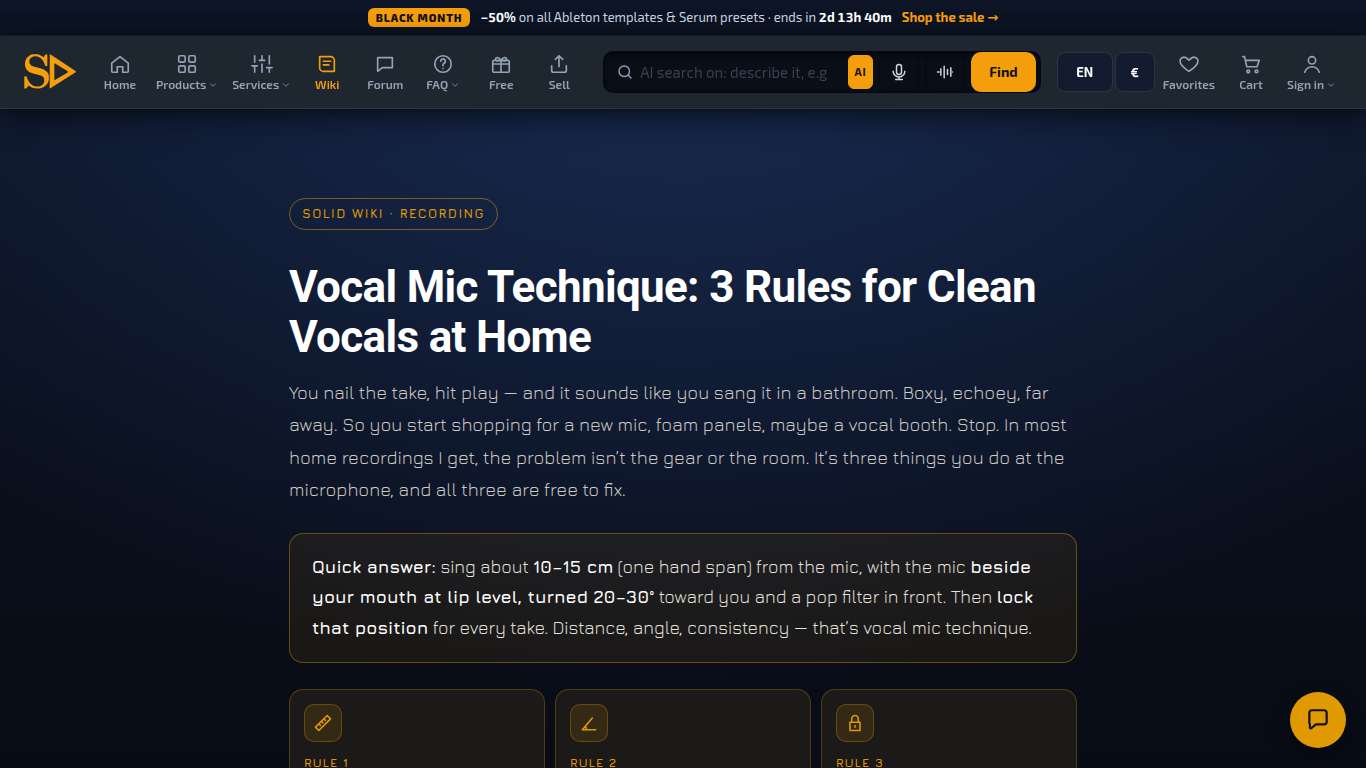 BLACK MONTH −50% on all Ableton templates & Serum presets · ends in 2d 13h 40m Shop the sale →
S
Home Products Services Wiki Forum FAQ Free Sell
AI search on: describe it, e.g AI Find
EN € Favorites Cart Sign in
SOLID WIKI · RECORDING
Vocal Mic Technique: 3 Rules for Clean
Vocals at Home
You nail the take, hit play — and it sounds like you sang it in a bathroom. Boxy, echoey, far
away. So you start shopping for a new mic, foam panels, maybe a vocal booth. Stop. In most
home recordings I get, the problem isn't the gear or the room. It's three things you do at the
microphone, and all three are free to fix.
Quick answer: sing about 10–15 cm (one hand span) from the mic, with the mic beside
your mouth at lip level, turned 20–30° toward you and a pop filter in front. Then lock
that position for every take. Distance, angle, consistency — that's vocal mic technique.
RULE 1
RULE 2
RULE 3